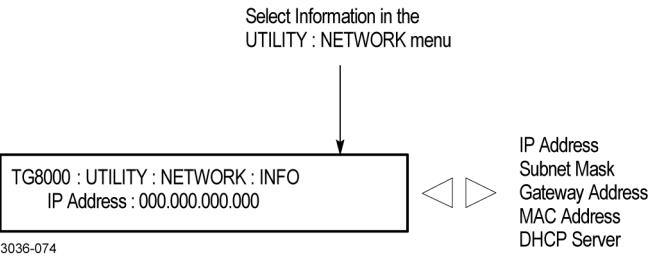 Select Information in the
UTILITY : NETWORK menu
TG8000 : UTILITY : NETWORK : INFO
IP Address : 000.000.000.000
IP Address
Subnet Mask
Gateway Address
MAC Address
DHCP Server
3036-074